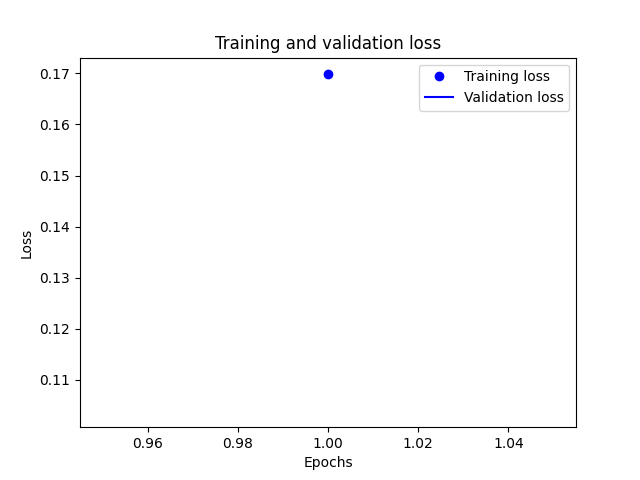 Training and validation loss
Training loss
Validation loss
0.17
0.16
0.15
0.14
0.13
0.12
0.11
Loss
0.96 0.98 1.00 1.02 1.04
Epochs